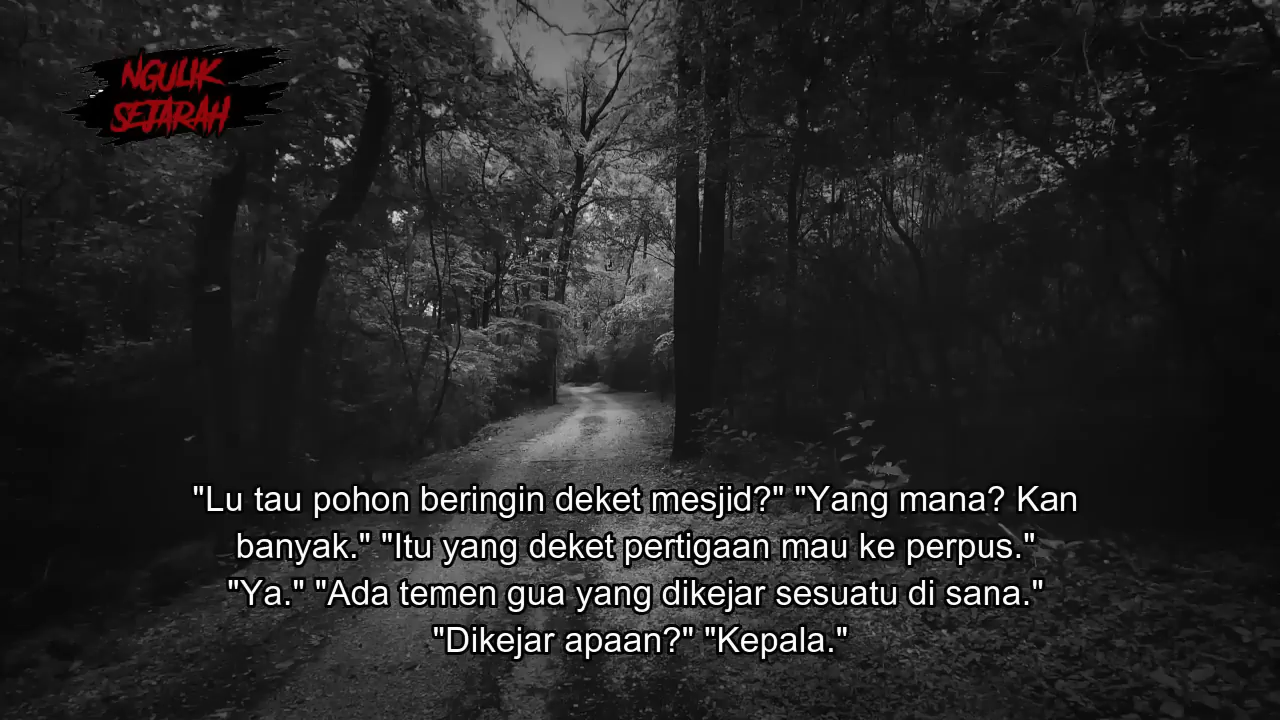 NGULIK
SEJARAH
"Lu tau pohon beringin deket mesjid?" "Yang mana? Kan
banyak." "Itu yang deket pertigaan mau ke perpus."
"Ya." "Ada temen gua yang dikejar sesuatu di sana."
"Dikejar apaan?" "Kepala."